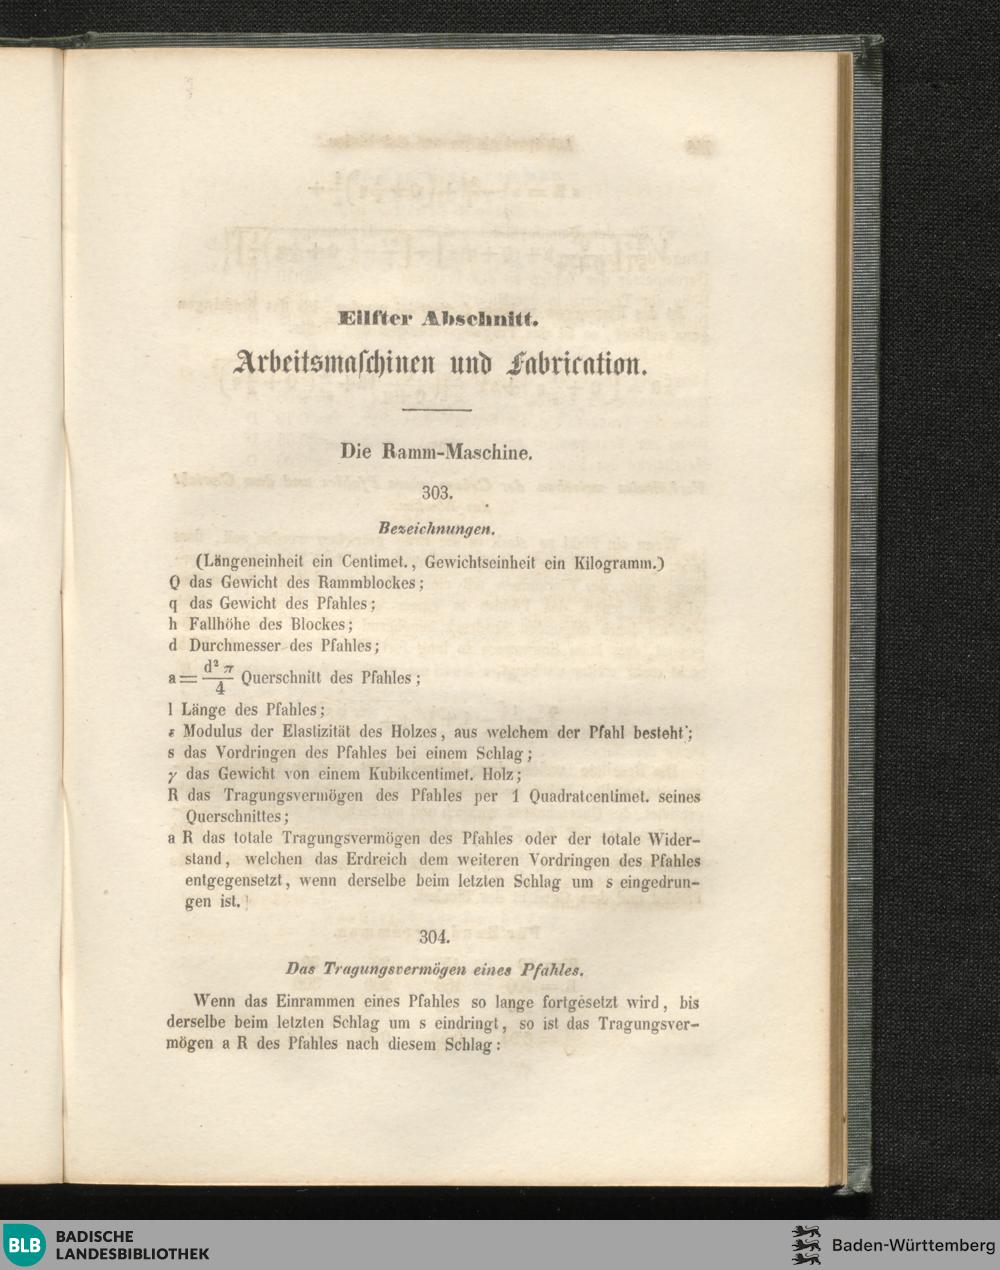 Eilfter Abschnitt.
Arbeitsmaschinen und Fabrication.
Die Ramm-Maschine.
303.
Bezeichnungen.
(Längeneinheit ein Centimet., Gewichtseinheit ein Kilogramm.)
Q das Gewicht des Rammblockes;
q das Gewicht des Pfahles;
h Fallhöhe des Blockes;
d Durchmesser des Pfahles;
a = d² π / 4 Querschnitt des Pfahles;
l Länge des Pfahles;
ε Modulus der Elastizität des Holzes, aus welchem der Pfahl besteht;
s das Vordringen des Pfahles bei einem Schlag;
γ das Gewicht von einem Kubikcentimet. Holz;
R das Tragungsvermögen des Pfahles per 1 Quadratcentimet. seines
Querschnittes;
a R das totale Tragungsvermögen des Pfahles oder der totale Wider-
stand, welchen das Erdreich dem weiteren Vordringen des Pfahles
entgegensetzt, wenn derselbe beim letzten Schlag um s eingedrun-
gen ist.
304.
Das Tragungsvermögen eines Pfahles.
Wenn das Einrammen eines Pfahles so lange fortgesetzt wird, bis
derselbe beim letzten Schlag um s eindringt, so ist das Tragungsver-
mögen a R des Pfahles nach diesem Schlag:
BLB BADISCHE
LANDESBIBLIOTHEK
Baden-Württemberg